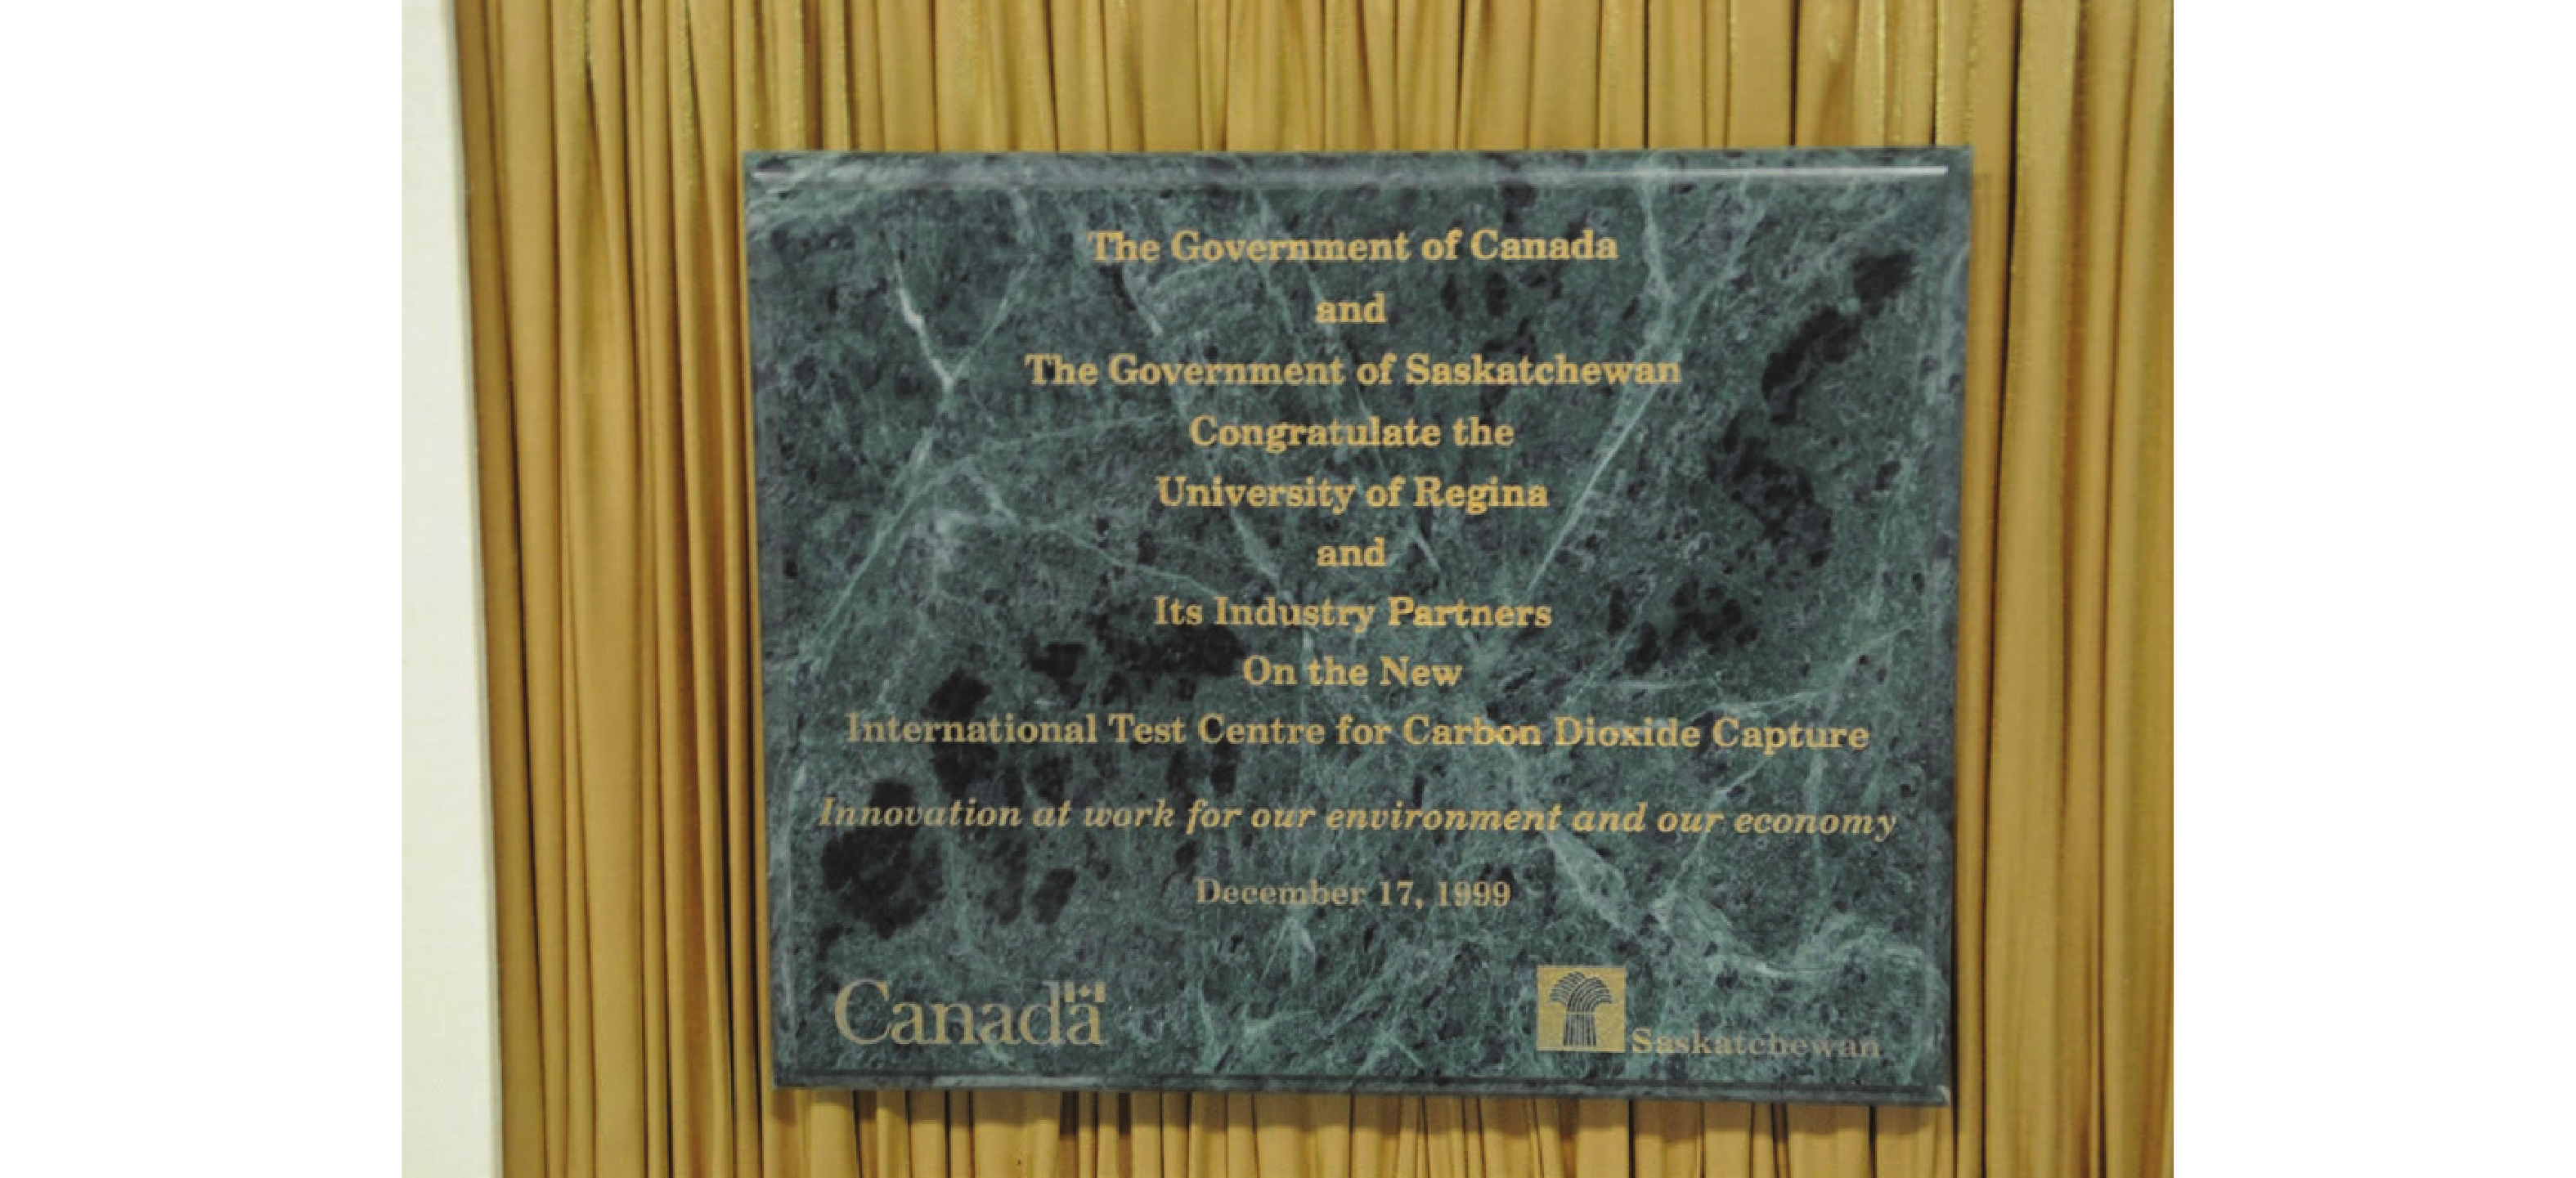 The Government of Canada
and
The Government of Saskatchewan
Congratulate the
University of Regina
and
Its Industry Partners
On the New
International Test Centre for Carbon Dioxide Capture
Innovation at work for our environment and our economy
December 17, 1999
Canada
Saskatchewan